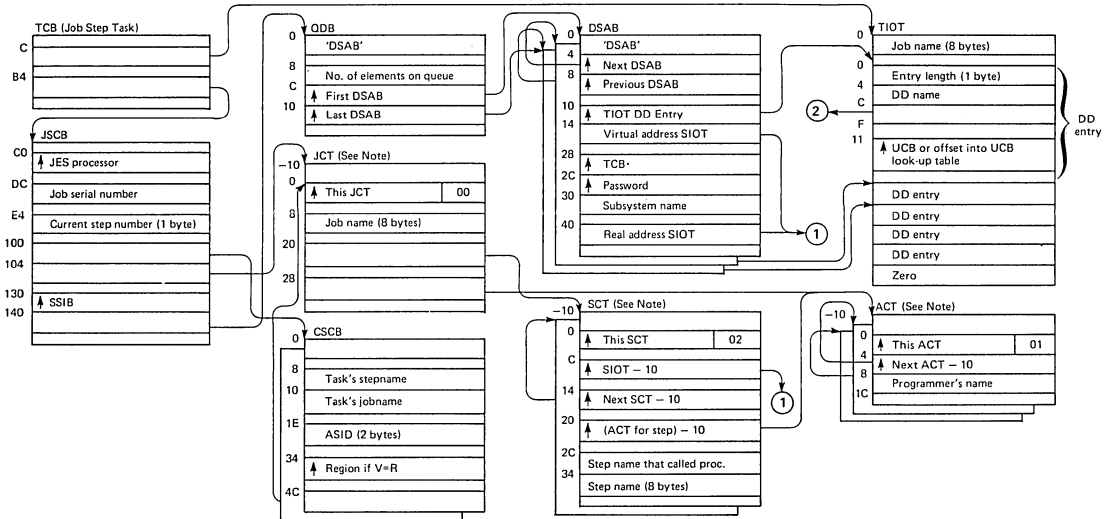 TCB (Job Step Task)
C
B4
JSCB
C0
JES processor
DC
Job serial number
E4
Current step number (1 byte)
100
104
130
SSIB
140
QDB
0
'DSAB'
8
No. of elements on queue
C
First DSAB
10
Last DSAB
JCT (See Note)
–10
0
This JCT
00
8
Job name (8 bytes)
20
28
CSCB
0
8
Task's stepname
10
Task's jobname
1E
ASID (2 bytes)
34
Region if V=R
4C
DSAB
0
'DSAB'
4
Next DSAB
8
Previous DSAB
10
TIOT DD Entry
14
Virtual address SIOT
28
TCB
2C
Password
30
Subsystem name
40
Real address SIOT
1
SCT (See Note)
–10
0
This SCT
02
C
SIOT – 10
14
Next SCT – 10
1
20
(ACT for step) – 10
2C
Step name that called proc.
34
Step name (8 bytes)
TIOT
0
Job name (8 bytes)
0
Entry length (1 byte)
4
DD name
2
C
F
11
UCB or offset into UCB
look-up table
DD
entry
DD entry
DD entry
DD entry
DD entry
Zero
ACT (See Note)
–10
0
This ACT
01
4
Next ACT – 10
8
Programmer's name
1C